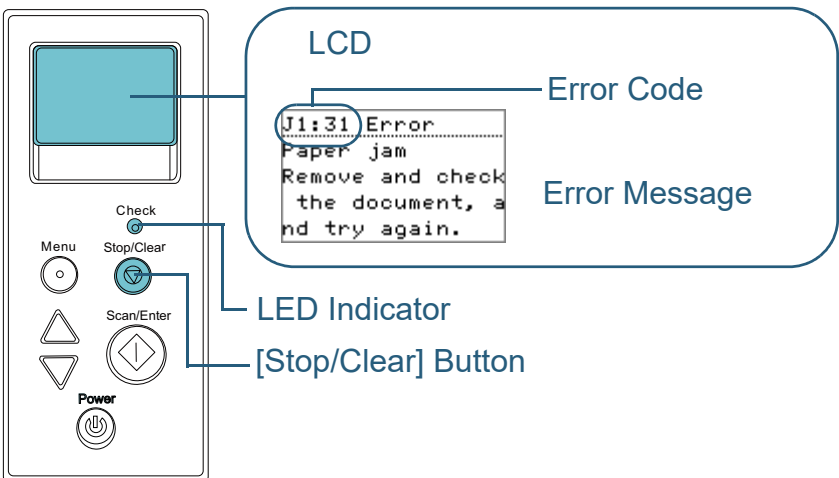 LCD
Error Code
J1:31 Error
Paper jam
Remove and check
the document, a
nd try again.
Error Message
Check
Menu
Stop/Clear
Scan/Enter
LED Indicator
[Stop/Clear] Button
Power